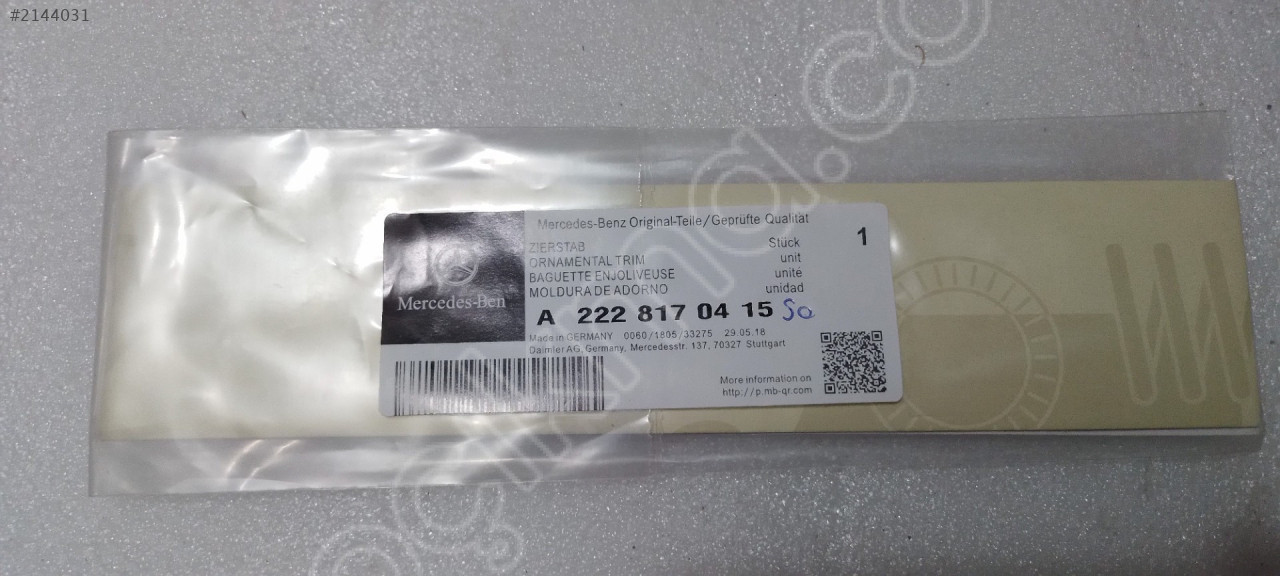 #2144031
Mercedes-Benz Original-Teile/Geprüfte Qualität
ZIERSTAB Stück 1
ORNAMENTAL TRIM unit
BAGUETTE ENJOLIVEUSE unité
MOLDURA DE ADORNO unidad
Mercedes-Ben
A 222 817 04 15 So
Made in GERMANY 0060/1805/33275 29.05.18
Daimler AG, Germany, Mercedesstr. 137, 70327 Stuttgart
More information on
http://p.mb-qr.com